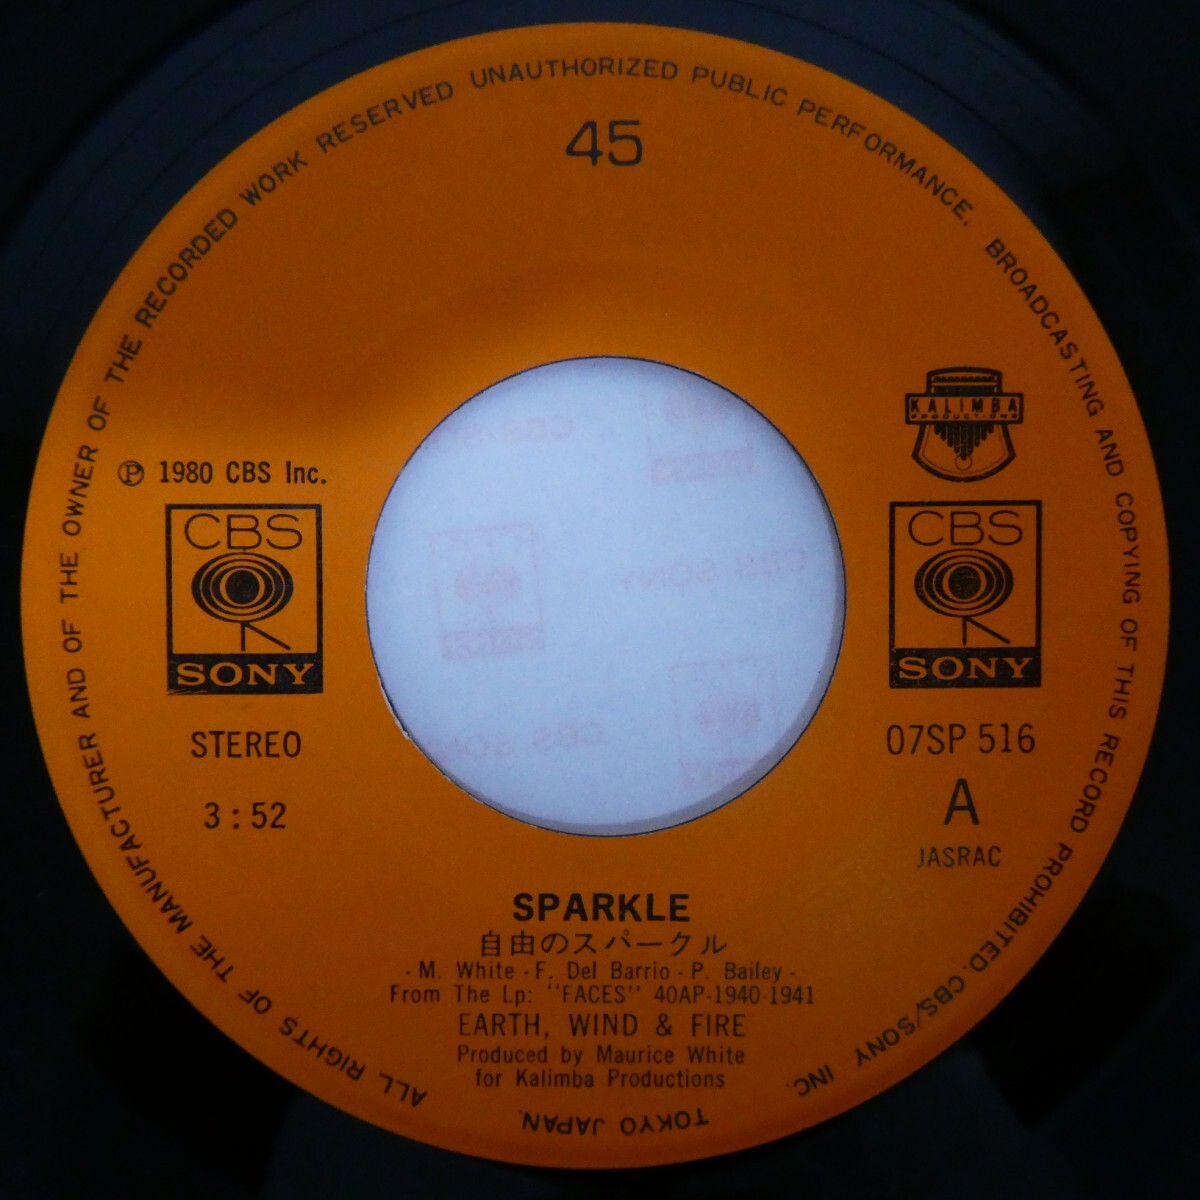 ALL RIGHTS OF THE MANUFACTURER AND OF THE OWNER OF THE RECORDED WORK RESERVED UNAUTHORIZED PUBLIC PERFORMANCE. BROADCASTING AND COPYING OF THIS RECORD PROHIBITED. CBS/SONY INC. TOKYO JAPAN.
45
KALIMBA
PRODUCTIONS
℗ 1980 CBS Inc.
CBS
SONY
CBS
SONY
STEREO
07SP 516
3:52
A
JASRAC
SPARKLE
自由のスパークル
- M. White - F. Del Barrio - P. Bailey -
From The Lp: "FACES" 40AP-1940-1941
EARTH, WIND & FIRE
Produced by Maurice White
for Kalimba Productions